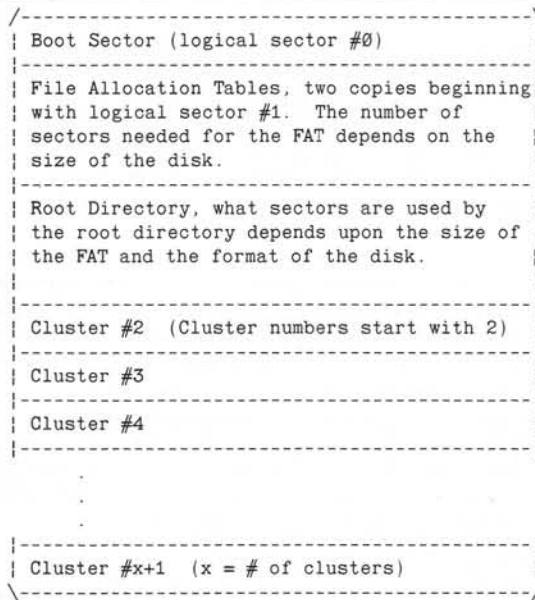 Boot Sector (logical sector #0)
File Allocation Tables, two copies beginning
with logical sector #1. The number of
sectors needed for the FAT depends on the
size of the disk.
Root Directory, what sectors are used by
the root directory depends upon the size of
the FAT and the format of the disk.
Cluster #2 (Cluster numbers start with 2)
Cluster #3
Cluster #4
.
.
.
Cluster #x+1 (x = # of clusters)